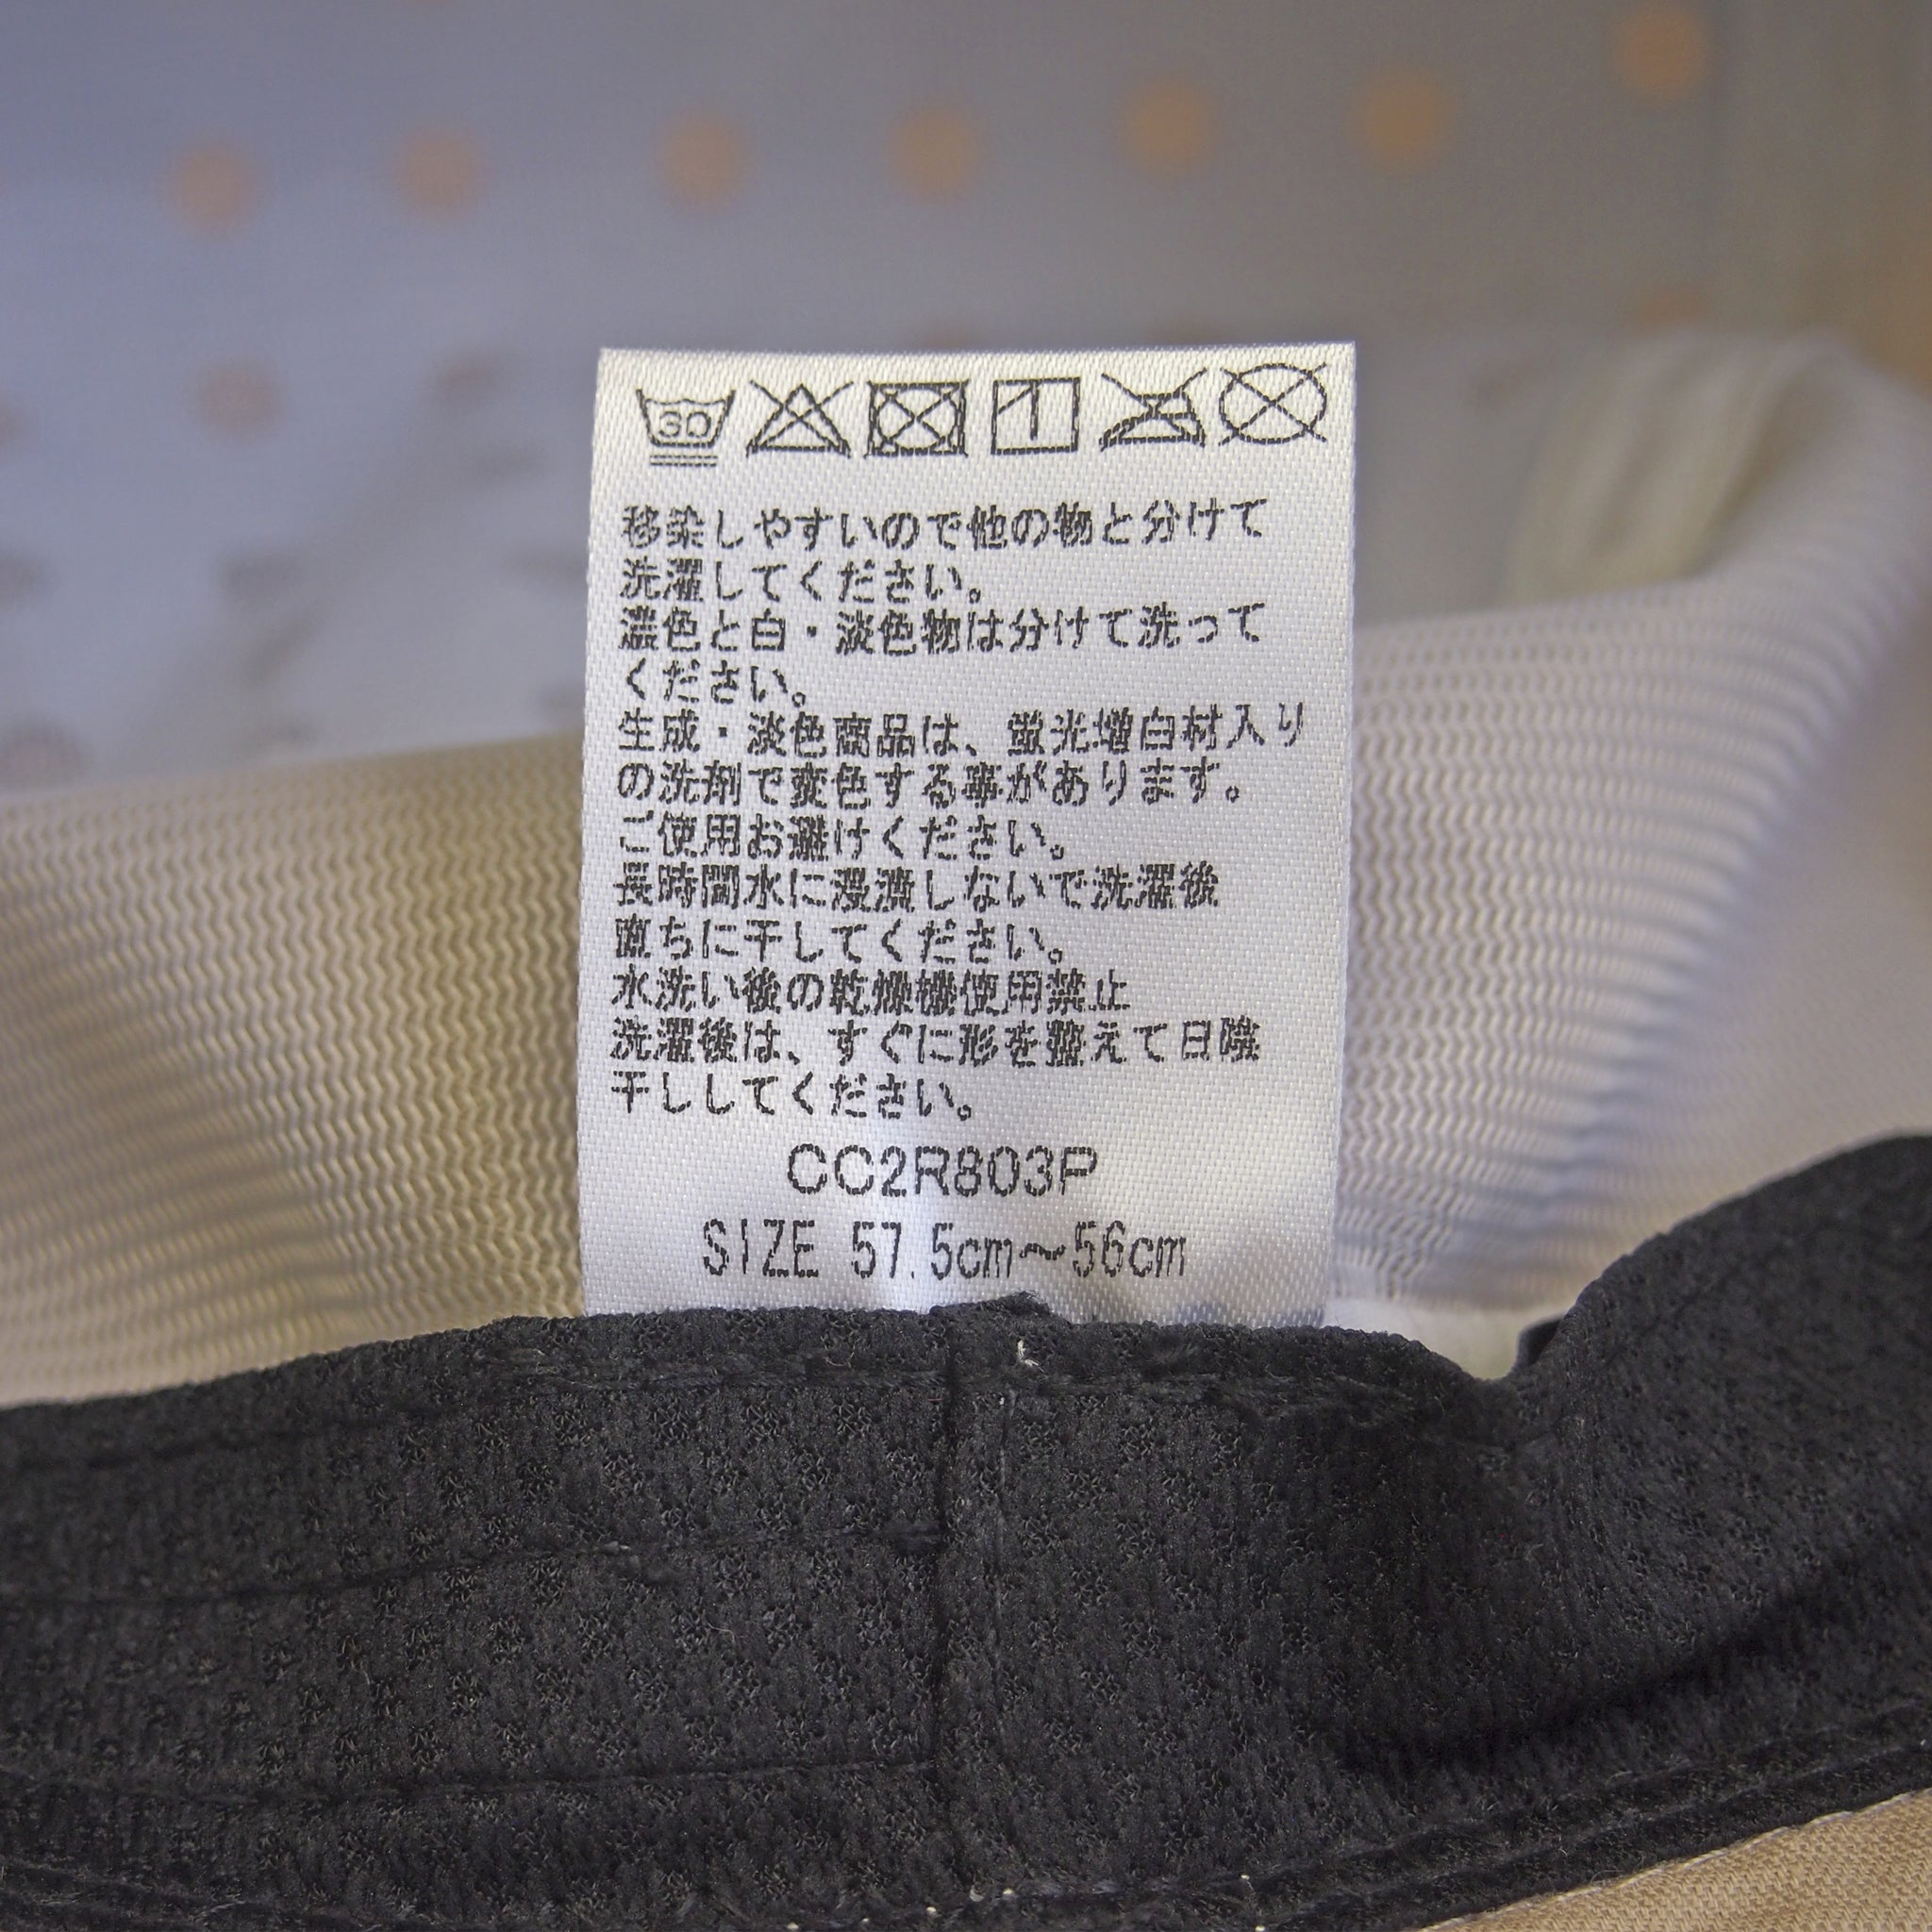 30
移染しやすいので他の物と分けて
洗濯してください。
濃色と白・淡色物は分けて洗って
ください。
生成・淡色商品は、蛍光増白材入り
の洗剤で変色する事があります。
ご使用お避けください。
長時間水に浸漬しないで洗濯後
直ちに干してください。
水洗い後の乾燥機使用禁止
洗濯後は、すぐに形を整えて日陰
干ししてください。
CC2R803P
SIZE 57.5cm〜56cm